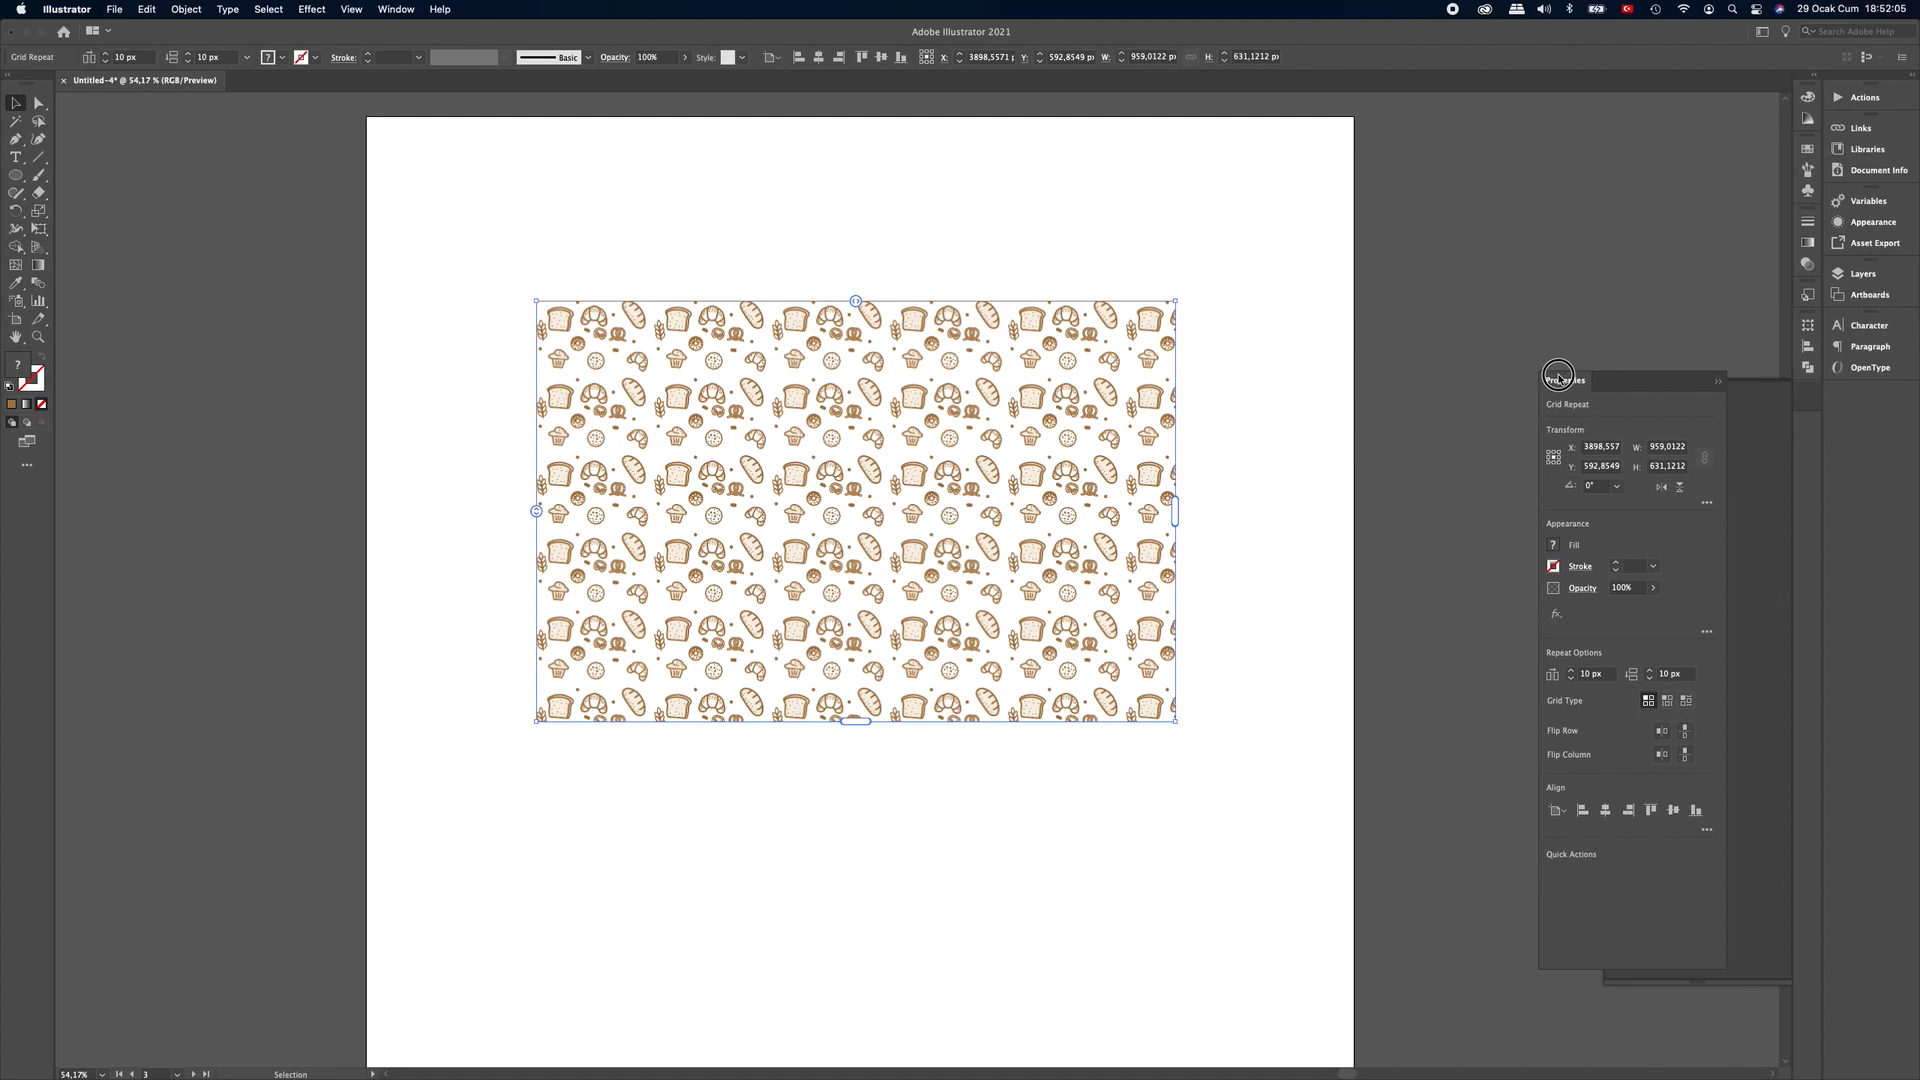 Illustrator File Edit Object Type Select Effect View Window Help
29 Ocak Cum 18:52:05
Adobe Illustrator 2021
Search Adobe Help
Grid Repeat 10 px 10 px ? Stroke: Basic Opacity: 100% Style: X: 3898,5571 Y: 592,8549 px W: 959,0122 px H: 631,1212 px
Untitled-4* @ 54,17 % (RGB/Preview)
Actions
Links
Libraries
Document Info
Variables
Appearance
Asset Export
Layers
Artboards
Character
Paragraph
OpenType
Grid Repeat
Transform
X: 3898,557 W: 959,0122
Y: 592,8549 H: 631,1212
0°
Appearance
? Fill
Stroke
Opacity 100%
fx.
Repeat Options
10 px 10 px
Grid Type
Flip Row
Flip Column
Align
Quick Actions
54,17% 3 Selection